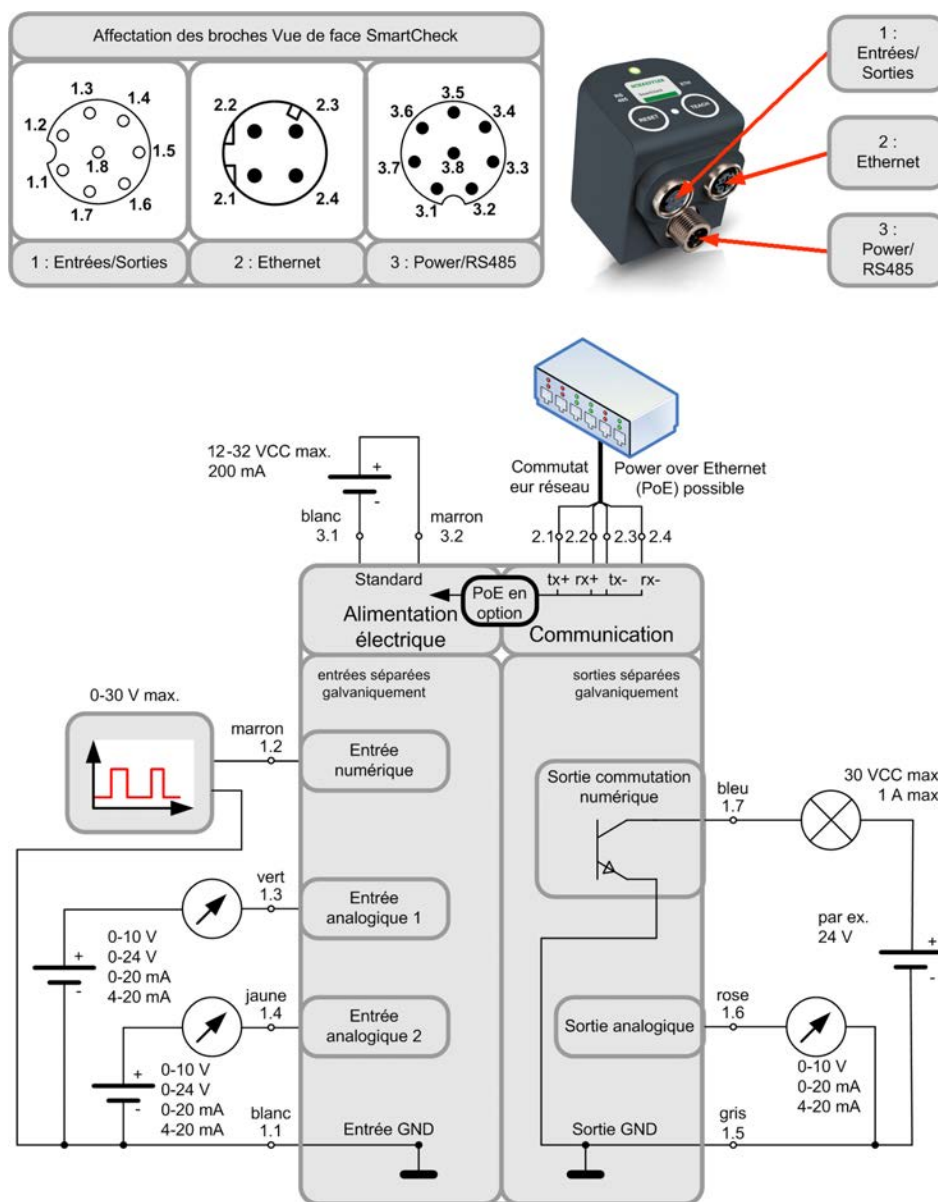 Affectation des broches Vue de face SmartCheck
1.1
1.2
1.3
1.4
1.5
1.6
1.7
1.8
2.1
2.2
2.3
2.4
3.1
3.2
3.3
3.4
3.5
3.6
3.7
3.8
1 : Entrées/Sorties
2 : Ethernet
3 : Power/RS485
RS
485
ETH
RESET
TEACH
1 :
Entrées/
Sorties
2 :
Ethernet
3 :
Power/
RS485
12-32 VCC max.
200 mA
+
-
blanc
3.1
marron
3.2
Commutat
eur réseau
Power over Ethernet
(PoE) possible
2.1
2.2
2.3
2.4
Standard
tx+ rx+ tx- rx-
PoE en
option
Alimentation
électrique
Communication
entrées séparées
galvaniquement
sorties séparées
galvaniquement
0-30 V max.
marron
1.2
Entrée
numérique
Sortie commutation
numérique
bleu
1.7
30 VCC max
1 A max
vert
1.3
Entrée
analogique 1
0-10 V
0-24 V
0-20 mA
4-20 mA
+
-
par ex.
24 V
+
-
jaune
1.4
Entrée
analogique 2
0-10 V
0-24 V
0-20 mA
4-20 mA
+
-
Sortie analogique
rose
1.6
0-10 V
0-20 mA
4-20 mA
blanc
1.1
Entrée GND
Sortie GND
gris
1.5